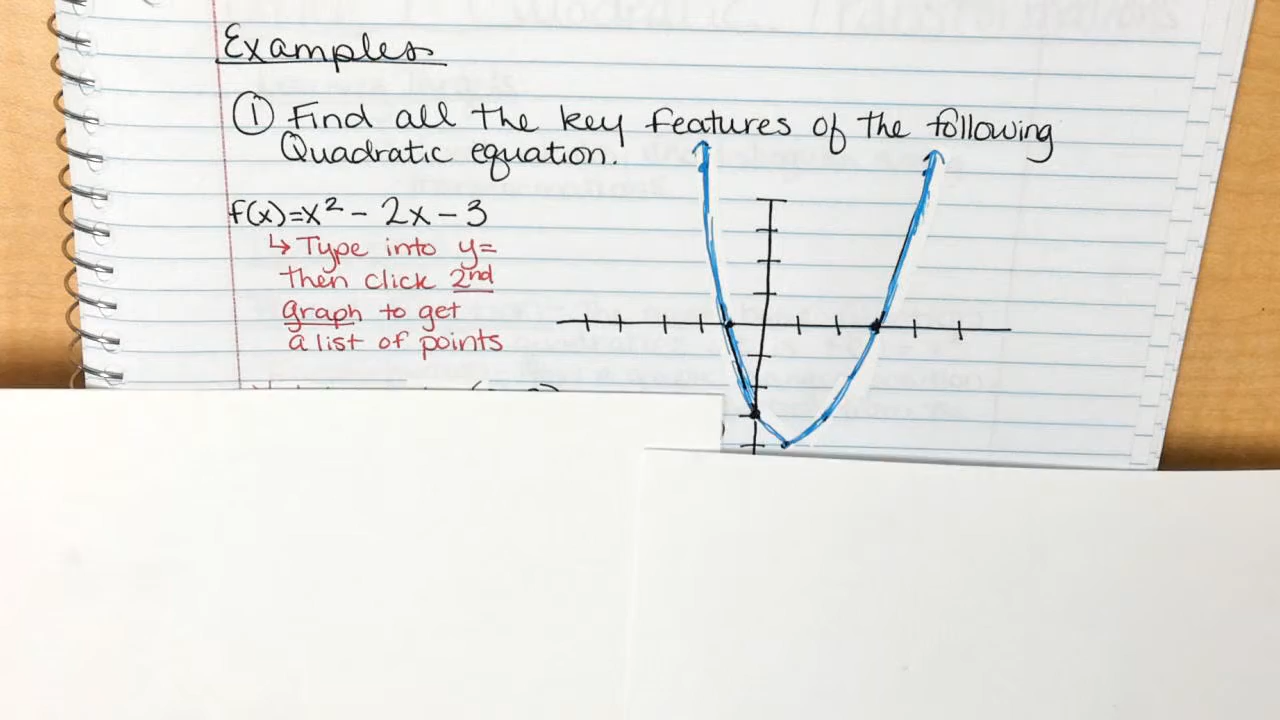 Examples
① Find all the key features of the following
Quadratic equation.
f(x)=x² - 2x - 3
↳ Type into y=
then click 2nd
graph to get
a list of points